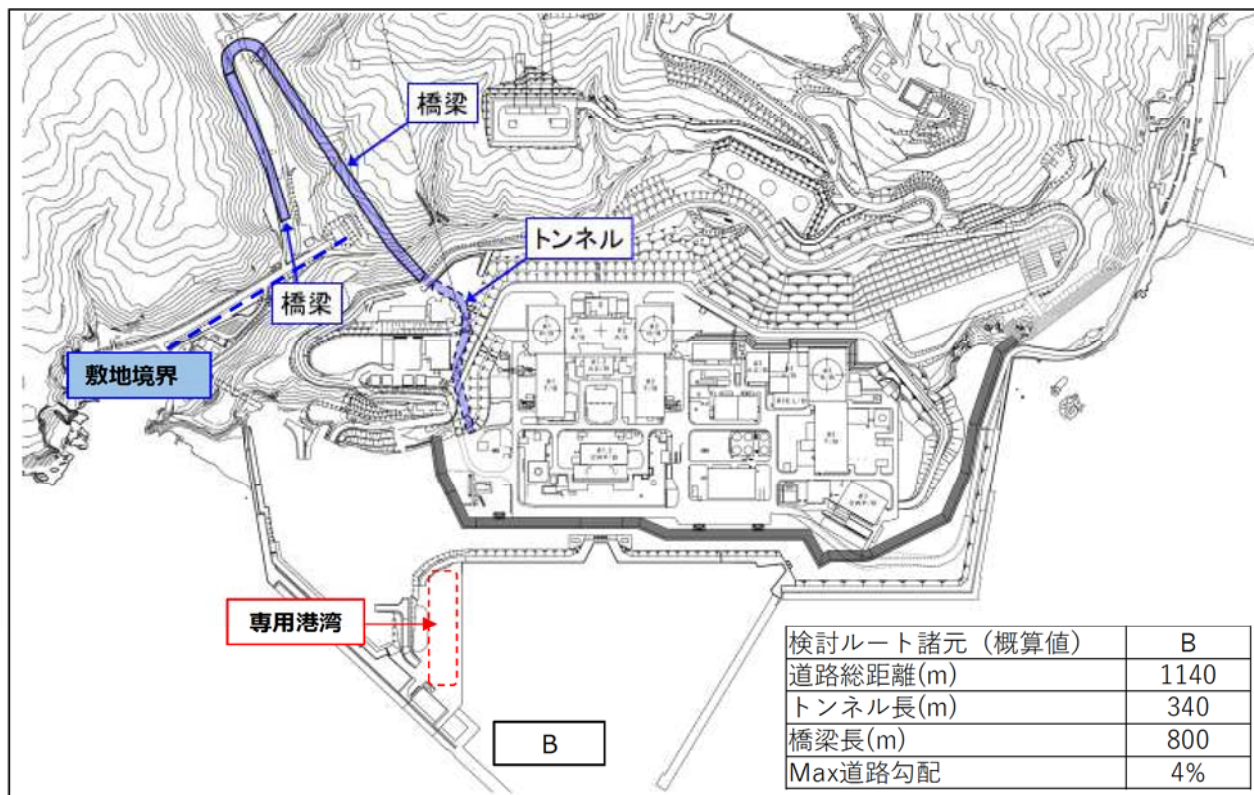 橋梁
トンネル
橋梁
敷地境界
専用港湾
B
検討ルート諸元（概算値） B
道路総距離(m) 1140
トンネル長(m) 340
橋梁長(m) 800
Max道路勾配 4%